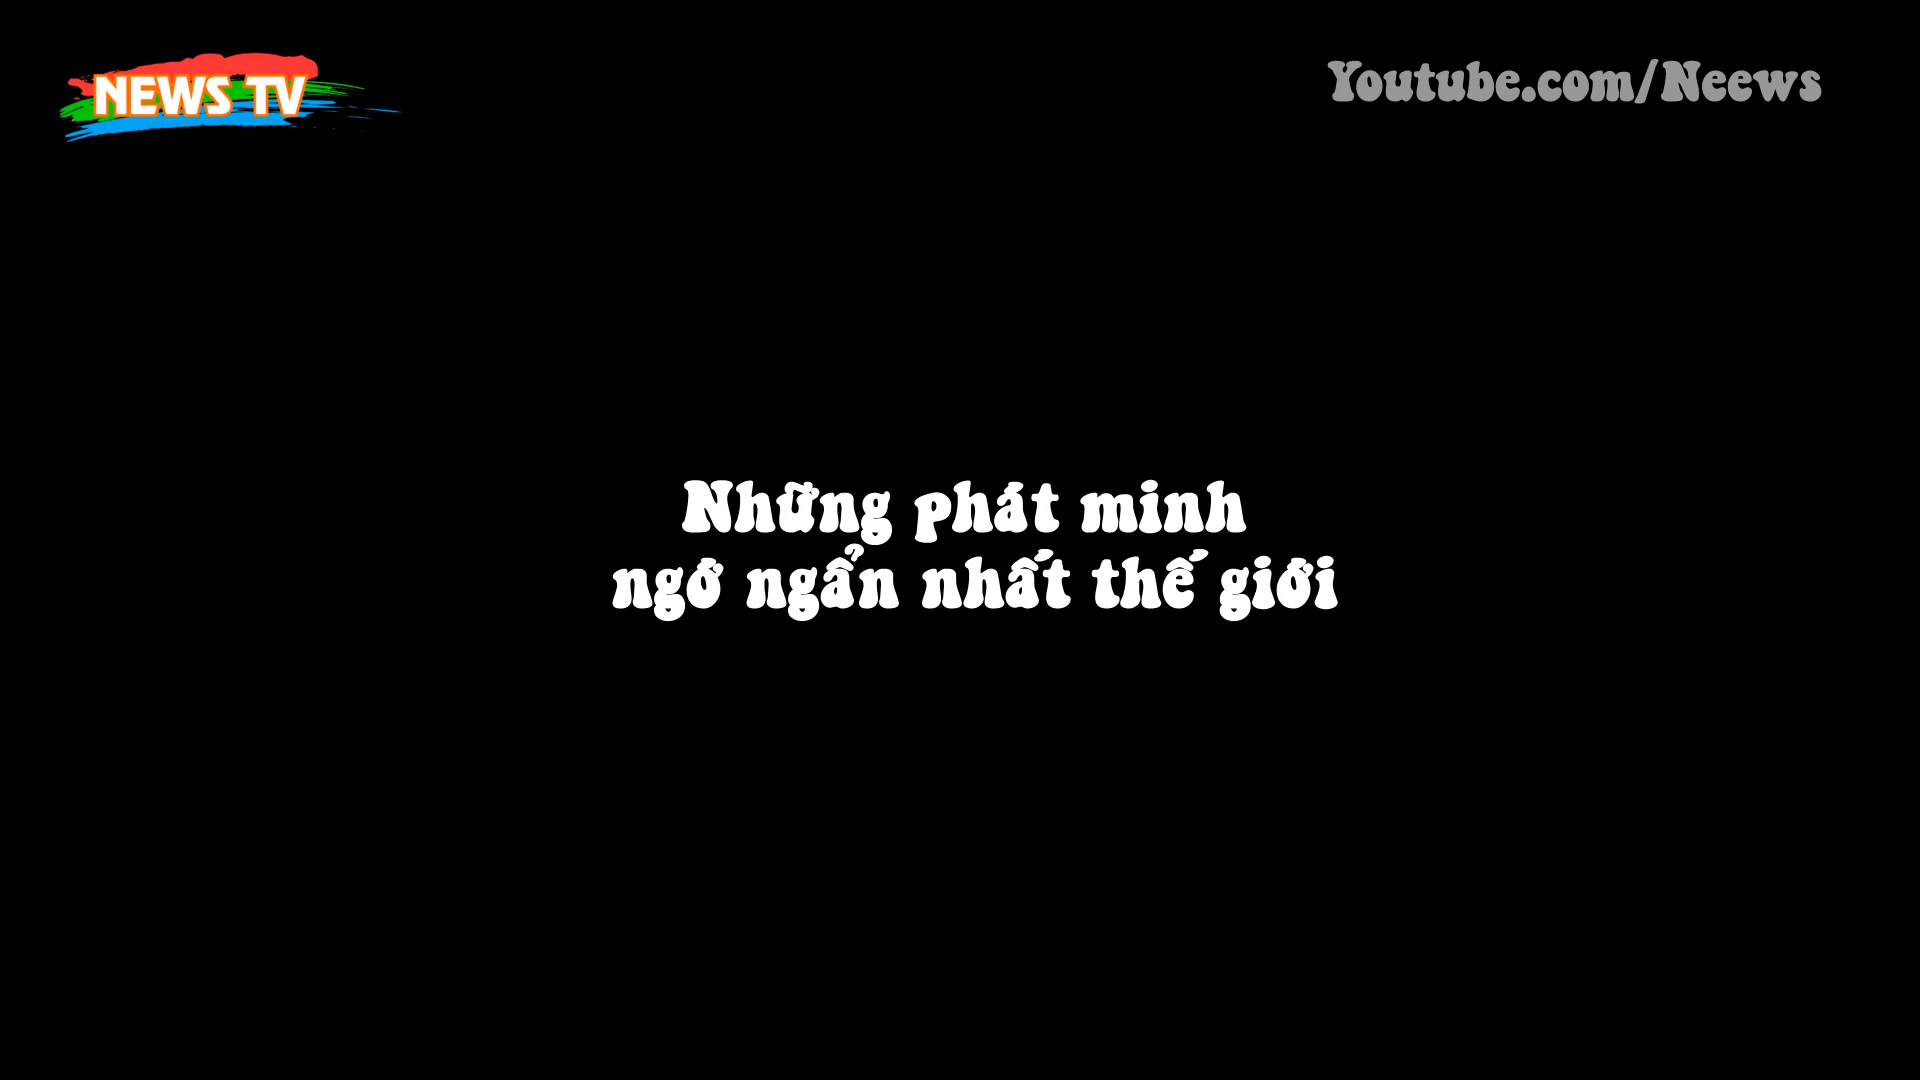 NEWS TV
Youtube.com/Neews
Những phát minh
ngớ ngẩn nhất thế giới